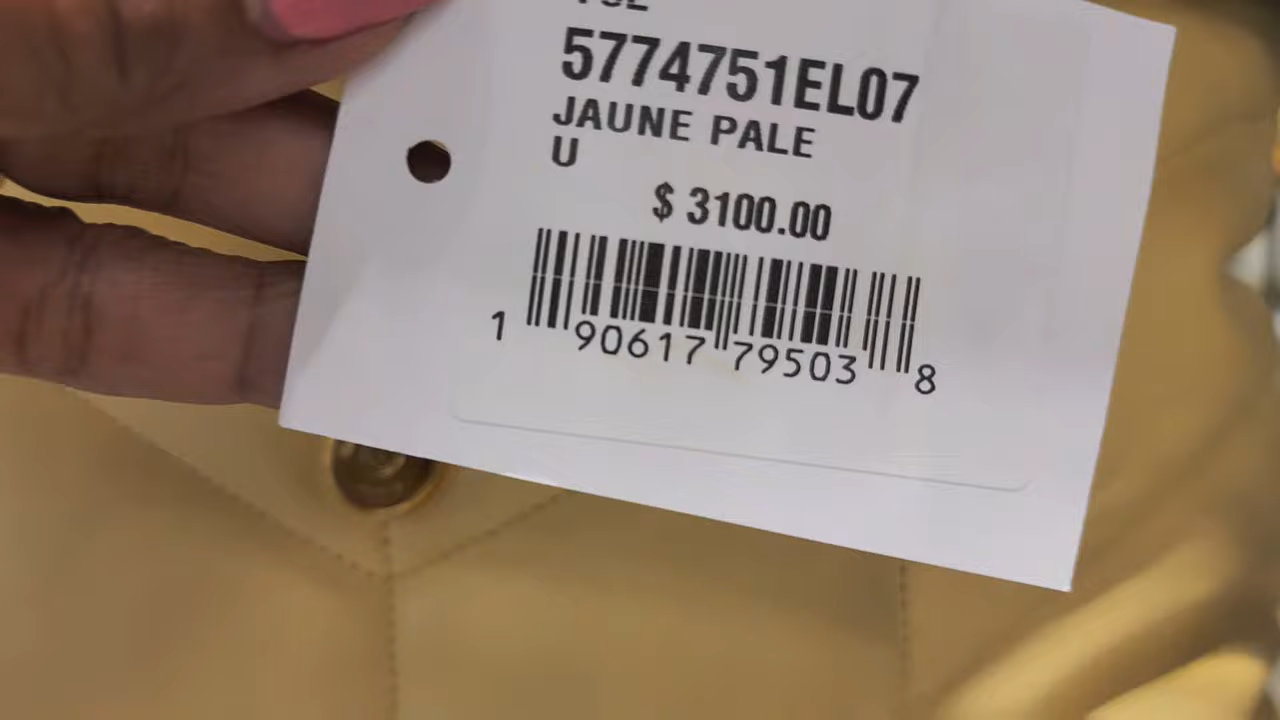 5774751EL07
JAUNE PALE
U
$ 3100.00
1 90617 79503 8